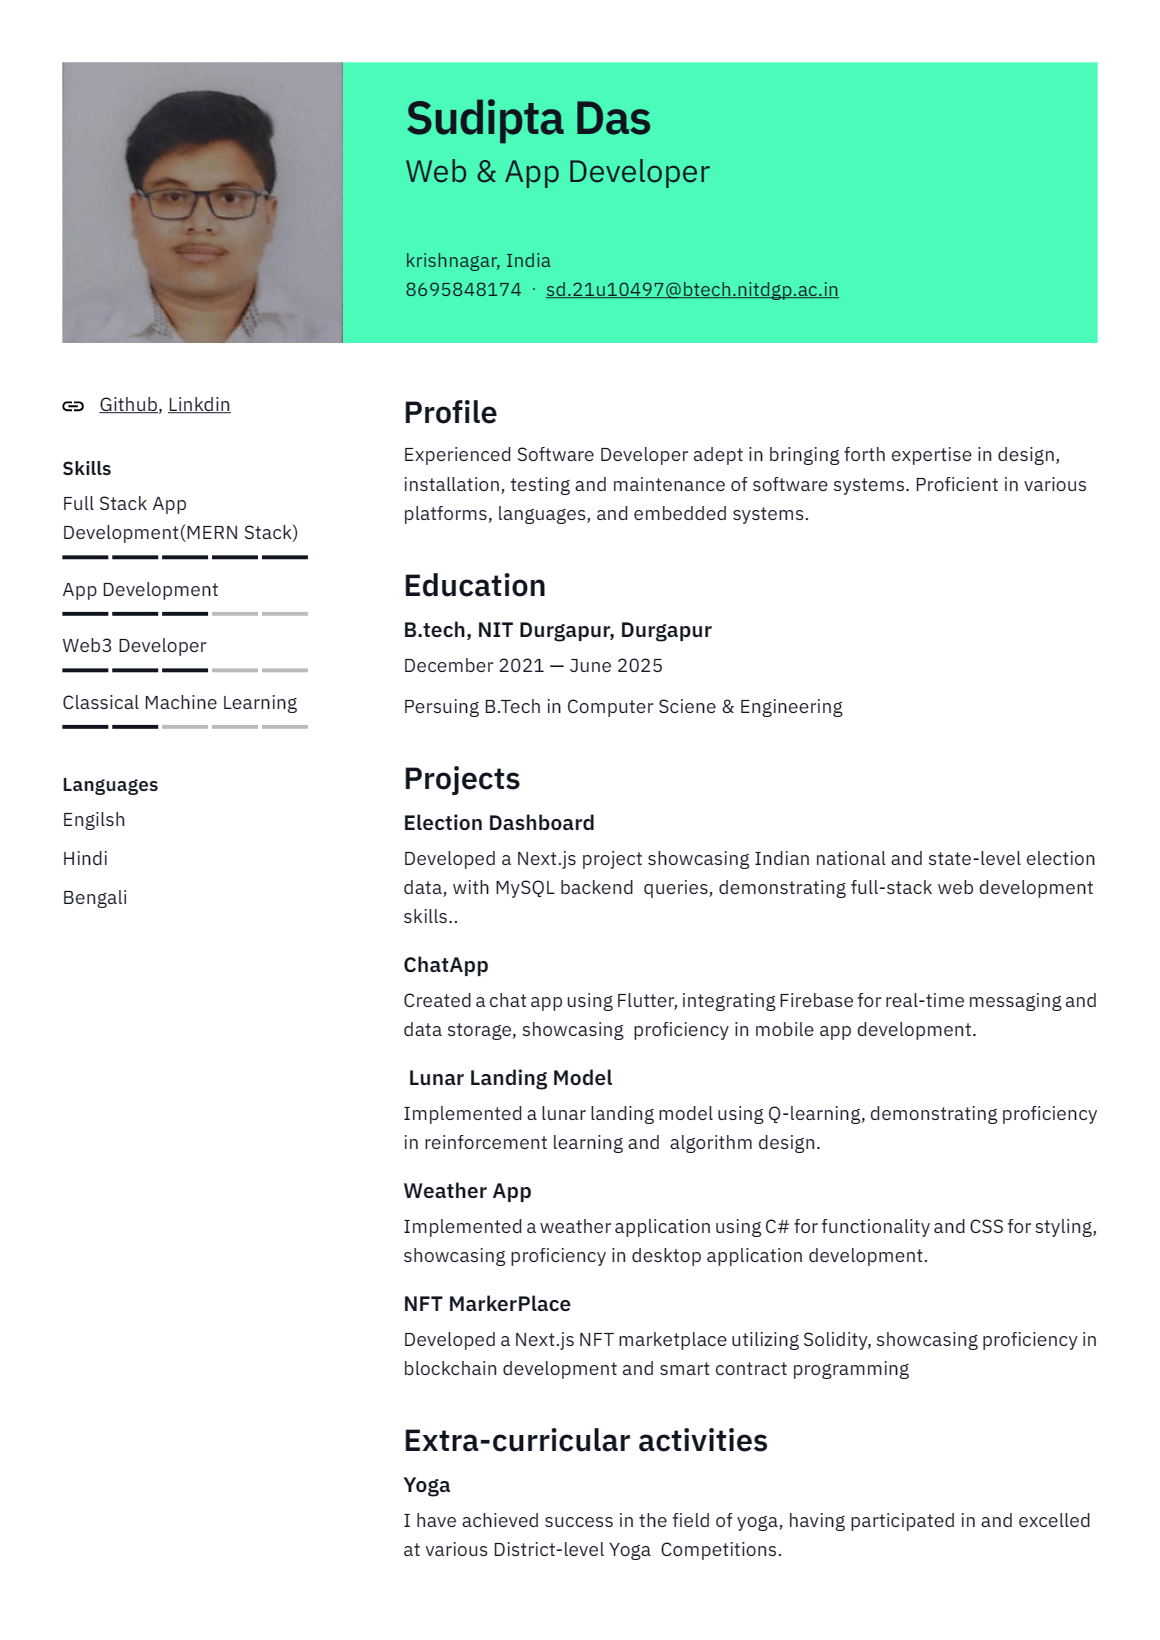 Sudipta Das
Web & App Developer
krishnagar, India
8695848174 · sd.21u10497@btech.nitdgp.ac.in
Github, Linkdin
Skills
Full Stack App
Development(MERN Stack)
App Development
Web3 Developer
Classical Machine Learning
Languages
Engilsh
Hindi
Bengali
Profile
Experienced Software Developer adept in bringing forth expertise in design,
installation, testing and maintenance of software systems. Proficient in various
platforms, languages, and embedded systems.
Education
B.tech, NIT Durgapur, Durgapur
December 2021 — June 2025
Persuing B.Tech in Computer Sciene & Engineering
Projects
Election Dashboard
Developed a Next.js project showcasing Indian national and state-level election
data, with MySQL backend  queries, demonstrating full-stack web development
skills..
ChatApp
Created a chat app using Flutter, integrating Firebase for real-time messaging and
data storage, showcasing  proficiency in mobile app development.
Lunar Landing Model
Implemented a lunar landing model using Q-learning, demonstrating proficiency
in reinforcement learning and  algorithm design.
Weather App
Implemented a weather application using C# for functionality and CSS for styling,
showcasing proficiency in desktop application development.
NFT MarkerPlace
Developed a Next.js NFT marketplace utilizing Solidity, showcasing proficiency in
blockchain development and smart contract programming
Extra-curricular activities
Yoga
I have achieved success in the field of yoga, having participated in and excelled
at various District-level Yoga  Competitions.